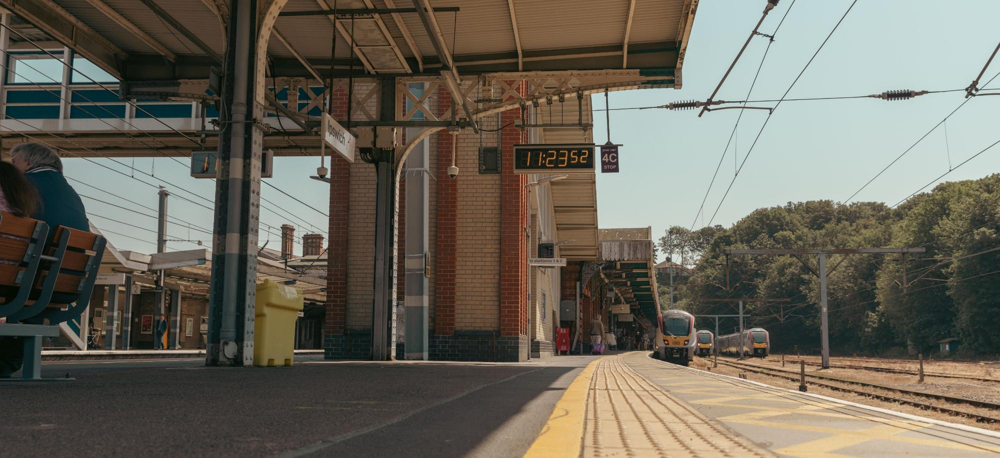 Ipswich
11:23 52
ZONE LIMIT
4C
STOP
to platforms 1 & 2
2